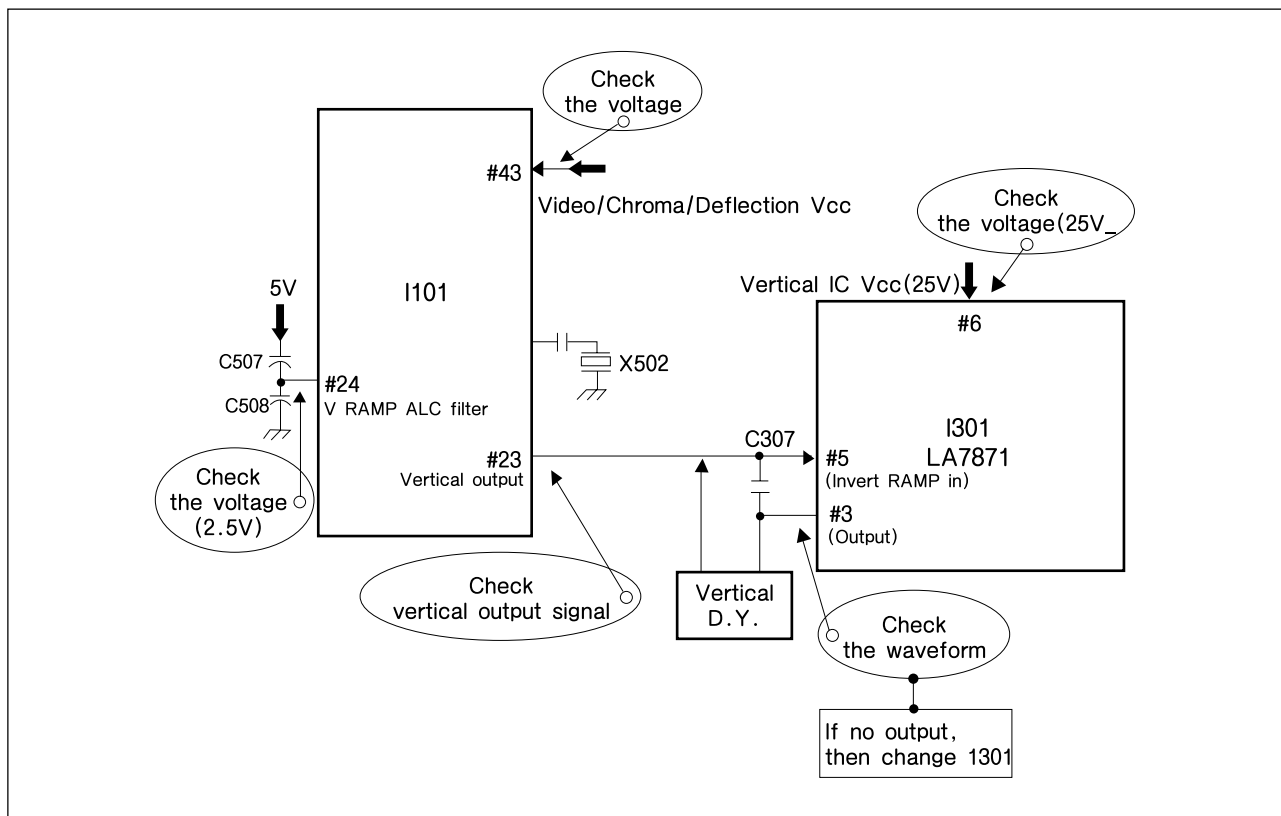 Check
the voltage
#43
Video/Chroma/Deflection Vcc
Check
the voltage(25V_
Vertical IC Vcc(25V)
#6
5V
I101
C507
X502
#24
C508
V RAMP ALC filter
C307
I301
LA7871
#23
Vertical output
#5
(Invert RAMP in)
#3
(Output)
Check
the voltage
(2.5V)
Check
vertical output signal
Vertical
D.Y.
Check
the waveform
If no output,
then change 1301